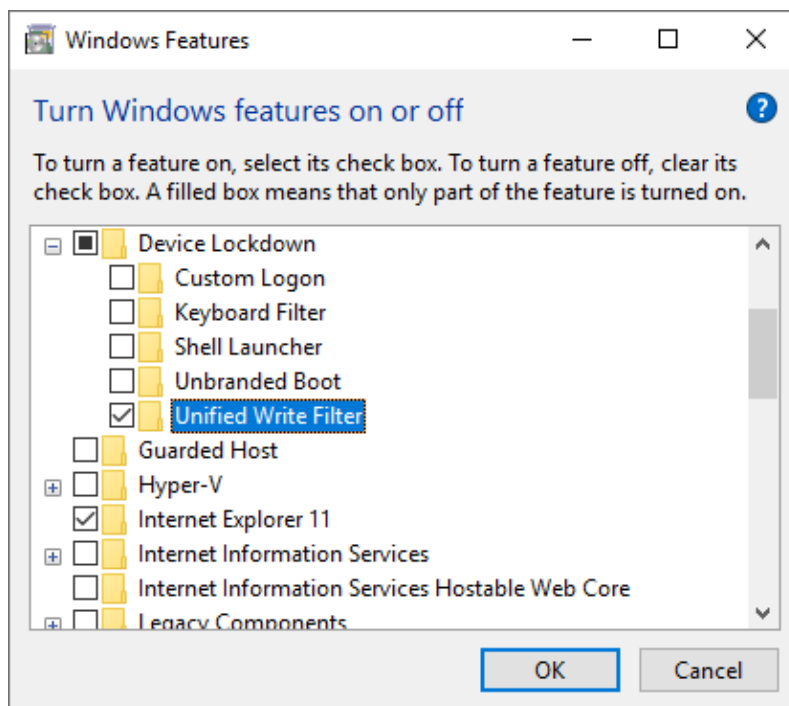 Windows Features
Turn Windows features on or off
?
To turn a feature on, select its check box. To turn a feature off, clear its
check box. A filled box means that only part of the feature is turned on.
Device Lockdown
Custom Logon
Keyboard Filter
Shell Launcher
Unbranded Boot
Unified Write Filter
Guarded Host
Hyper-V
Internet Explorer 11
Internet Information Services
Internet Information Services Hostable Web Core
Legacy Components
OK
Cancel